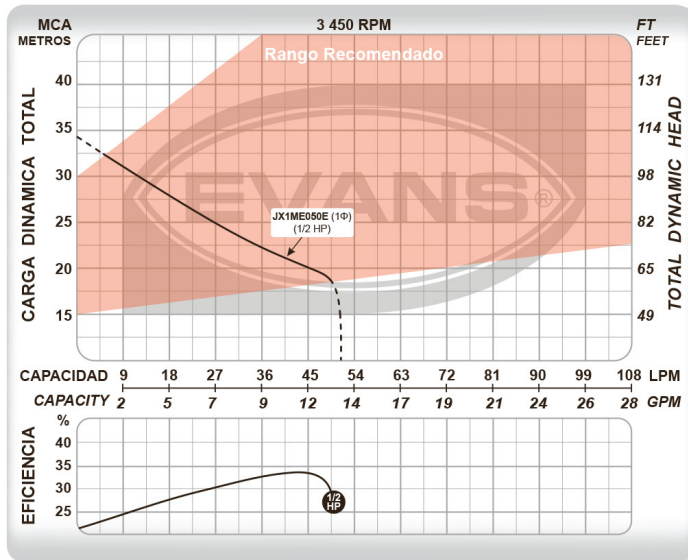 MCA
METROS
3 450 RPM
FT
FEET
Rango Recomendado
40
35
30
25
20
15
CARGA DINAMICA TOTAL
131
114
98
82
65
49
TOTAL DYNAMIC HEAD
EVANS®
JX1ME050E (1Φ)
(1/2 HP)
CAPACIDAD 9 18 27 36 45 54 63 72 81 90 99 108 LPM
CAPACITY 2 5 7 9 12 14 17 19 21 24 26 28 GPM
%
40
35
30
25
EFICIENCIA
1/2
HP